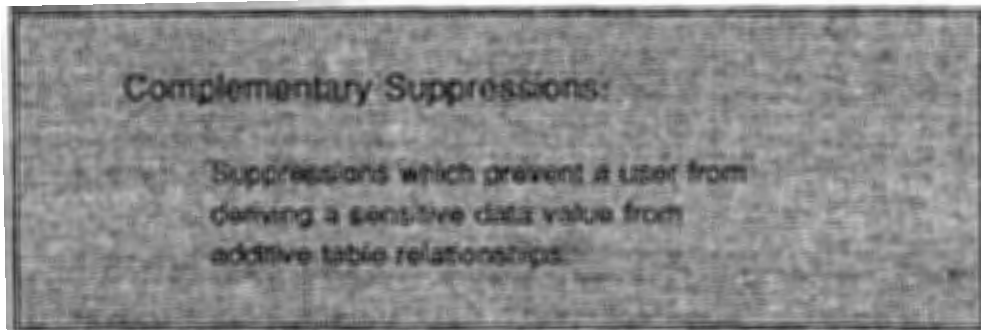 Complementary Suppressions:
Suppressions which prevent a user from
deriving a sensitive data value from
additive table relationships.